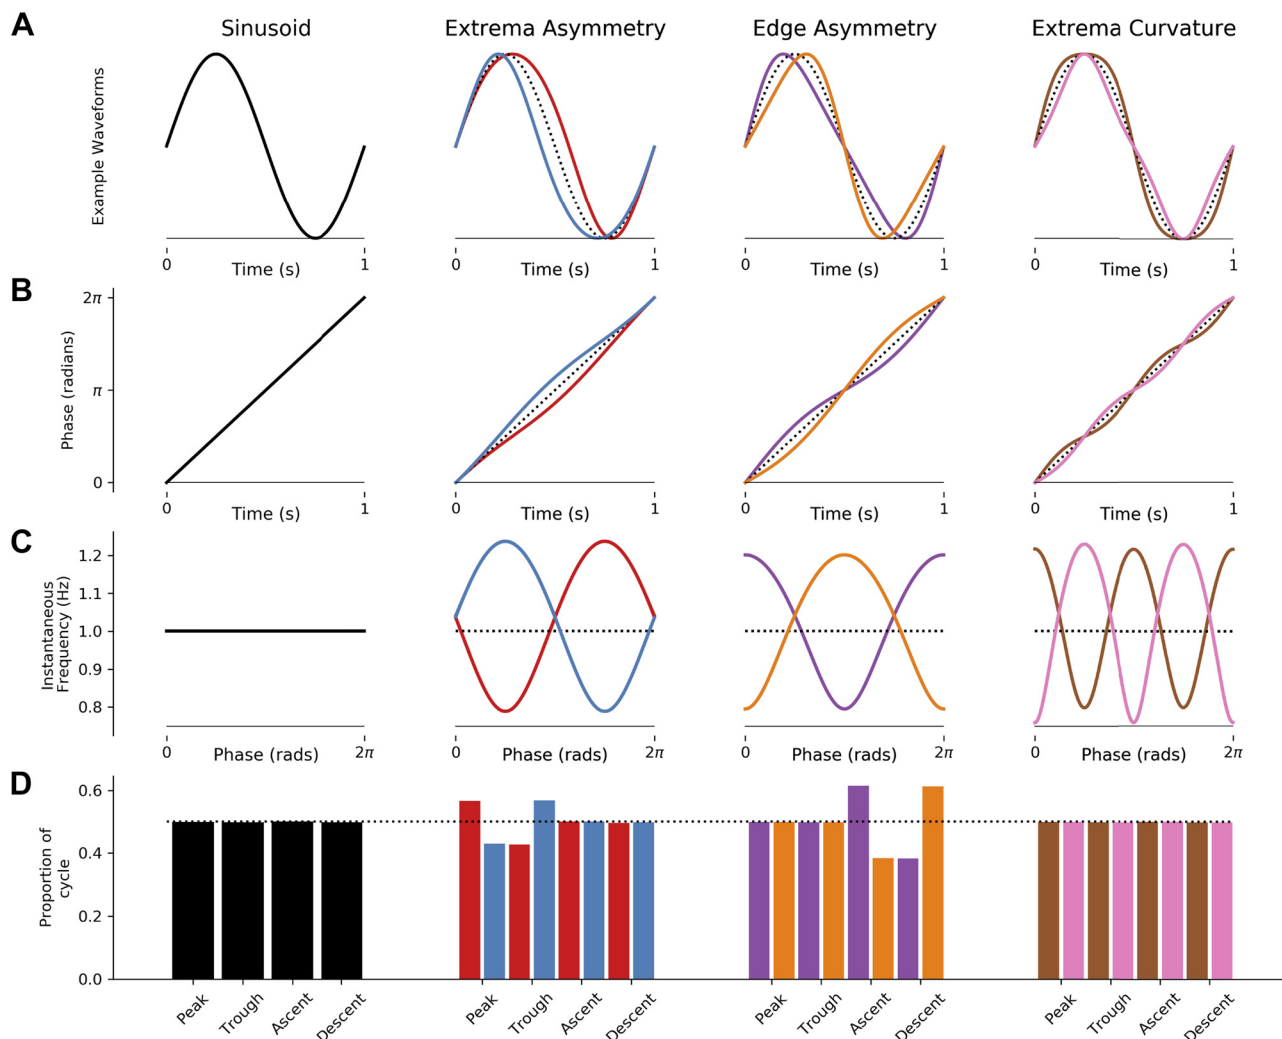 A
Sinusoid
Extrema Asymmetry
Edge Asymmetry
Extrema Curvature
Example Waveforms
0 1
0 1
0 1
0 1
Time (s)
Time (s)
Time (s)
Time (s)
B
Phase (radians)
2π
π
0
0 1
0 1
0 1
0 1
Time (s)
Time (s)
Time (s)
Time (s)
C
Instantaneous
Frequency (Hz)
1.2
1.1
1.0
0.9
0.8
0 Phase (rads) 2π
0 Phase (rads) 2π
0 Phase (rads) 2π
0 Phase (rads) 2π
D
Proportion of
cycle
0.6
0.4
0.2
0.0
Peak Trough Ascent Descent
Peak Trough Ascent Descent
Peak Trough Ascent Descent
Peak Trough Ascent Descent